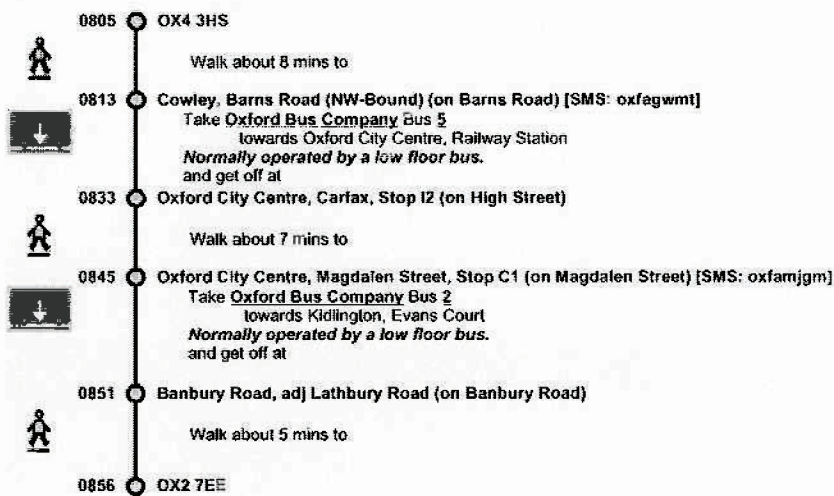 0805 OX4 3HS
Walk about 8 mins to
0813 Cowley, Barns Road (NW-Bound) (on Barns Road) [SMS: oxfagwmt]
Take Oxford Bus Company Bus 5
towards Oxford City Centre, Railway Station
Normally operated by a low floor bus.
and get off at
0833 Oxford City Centre, Carfax, Stop I2 (on High Street)
Walk about 7 mins to
0845 Oxford City Centre, Magdalen Street, Stop C1 (on Magdalen Street) [SMS: oxfamjgm]
Take Oxford Bus Company Bus 2
towards Kidlington, Evans Court
Normally operated by a low floor bus.
and get off at
0851 Banbury Road, adj Lathbury Road (on Banbury Road)
Walk about 5 mins to
0856 OX2 7EE